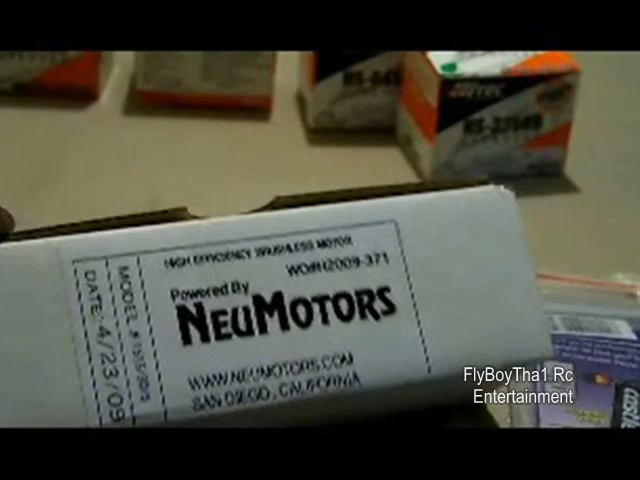 HIGH EFFICIENCY BRUSHLESS MOTOR
WO#H2009-371
Powered By
NEUMOTORS
WWW.NEUMOTORS.COM
SAN DIEGO, CALIFORNIA
MODEL #
DATE: 4/23/09
FlyBoyTha1 Rc
Entertainment